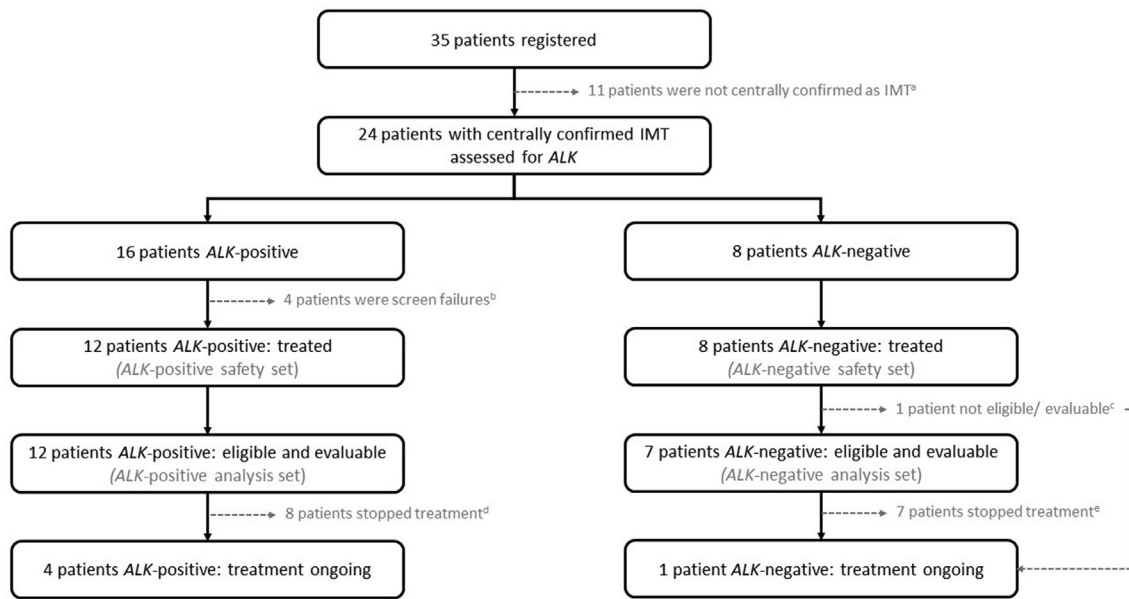 35 patients registered
11 patients were not centrally confirmed as IMTᵃ
24 patients with centrally confirmed IMT
assessed for ALK
16 patients ALK-positive
8 patients ALK-negative
4 patients were screen failuresᵇ
12 patients ALK-positive: treated
(ALK-positive safety set)
8 patients ALK-negative: treated
(ALK-negative safety set)
1 patient not eligible/ evaluableᶜ
12 patients ALK-positive: eligible and evaluable
(ALK-positive analysis set)
7 patients ALK-negative: eligible and evaluable
(ALK-negative analysis set)
8 patients stopped treatmentᵈ
7 patients stopped treatmentᵉ
4 patients ALK-positive: treatment ongoing
1 patient ALK-negative: treatment ongoing